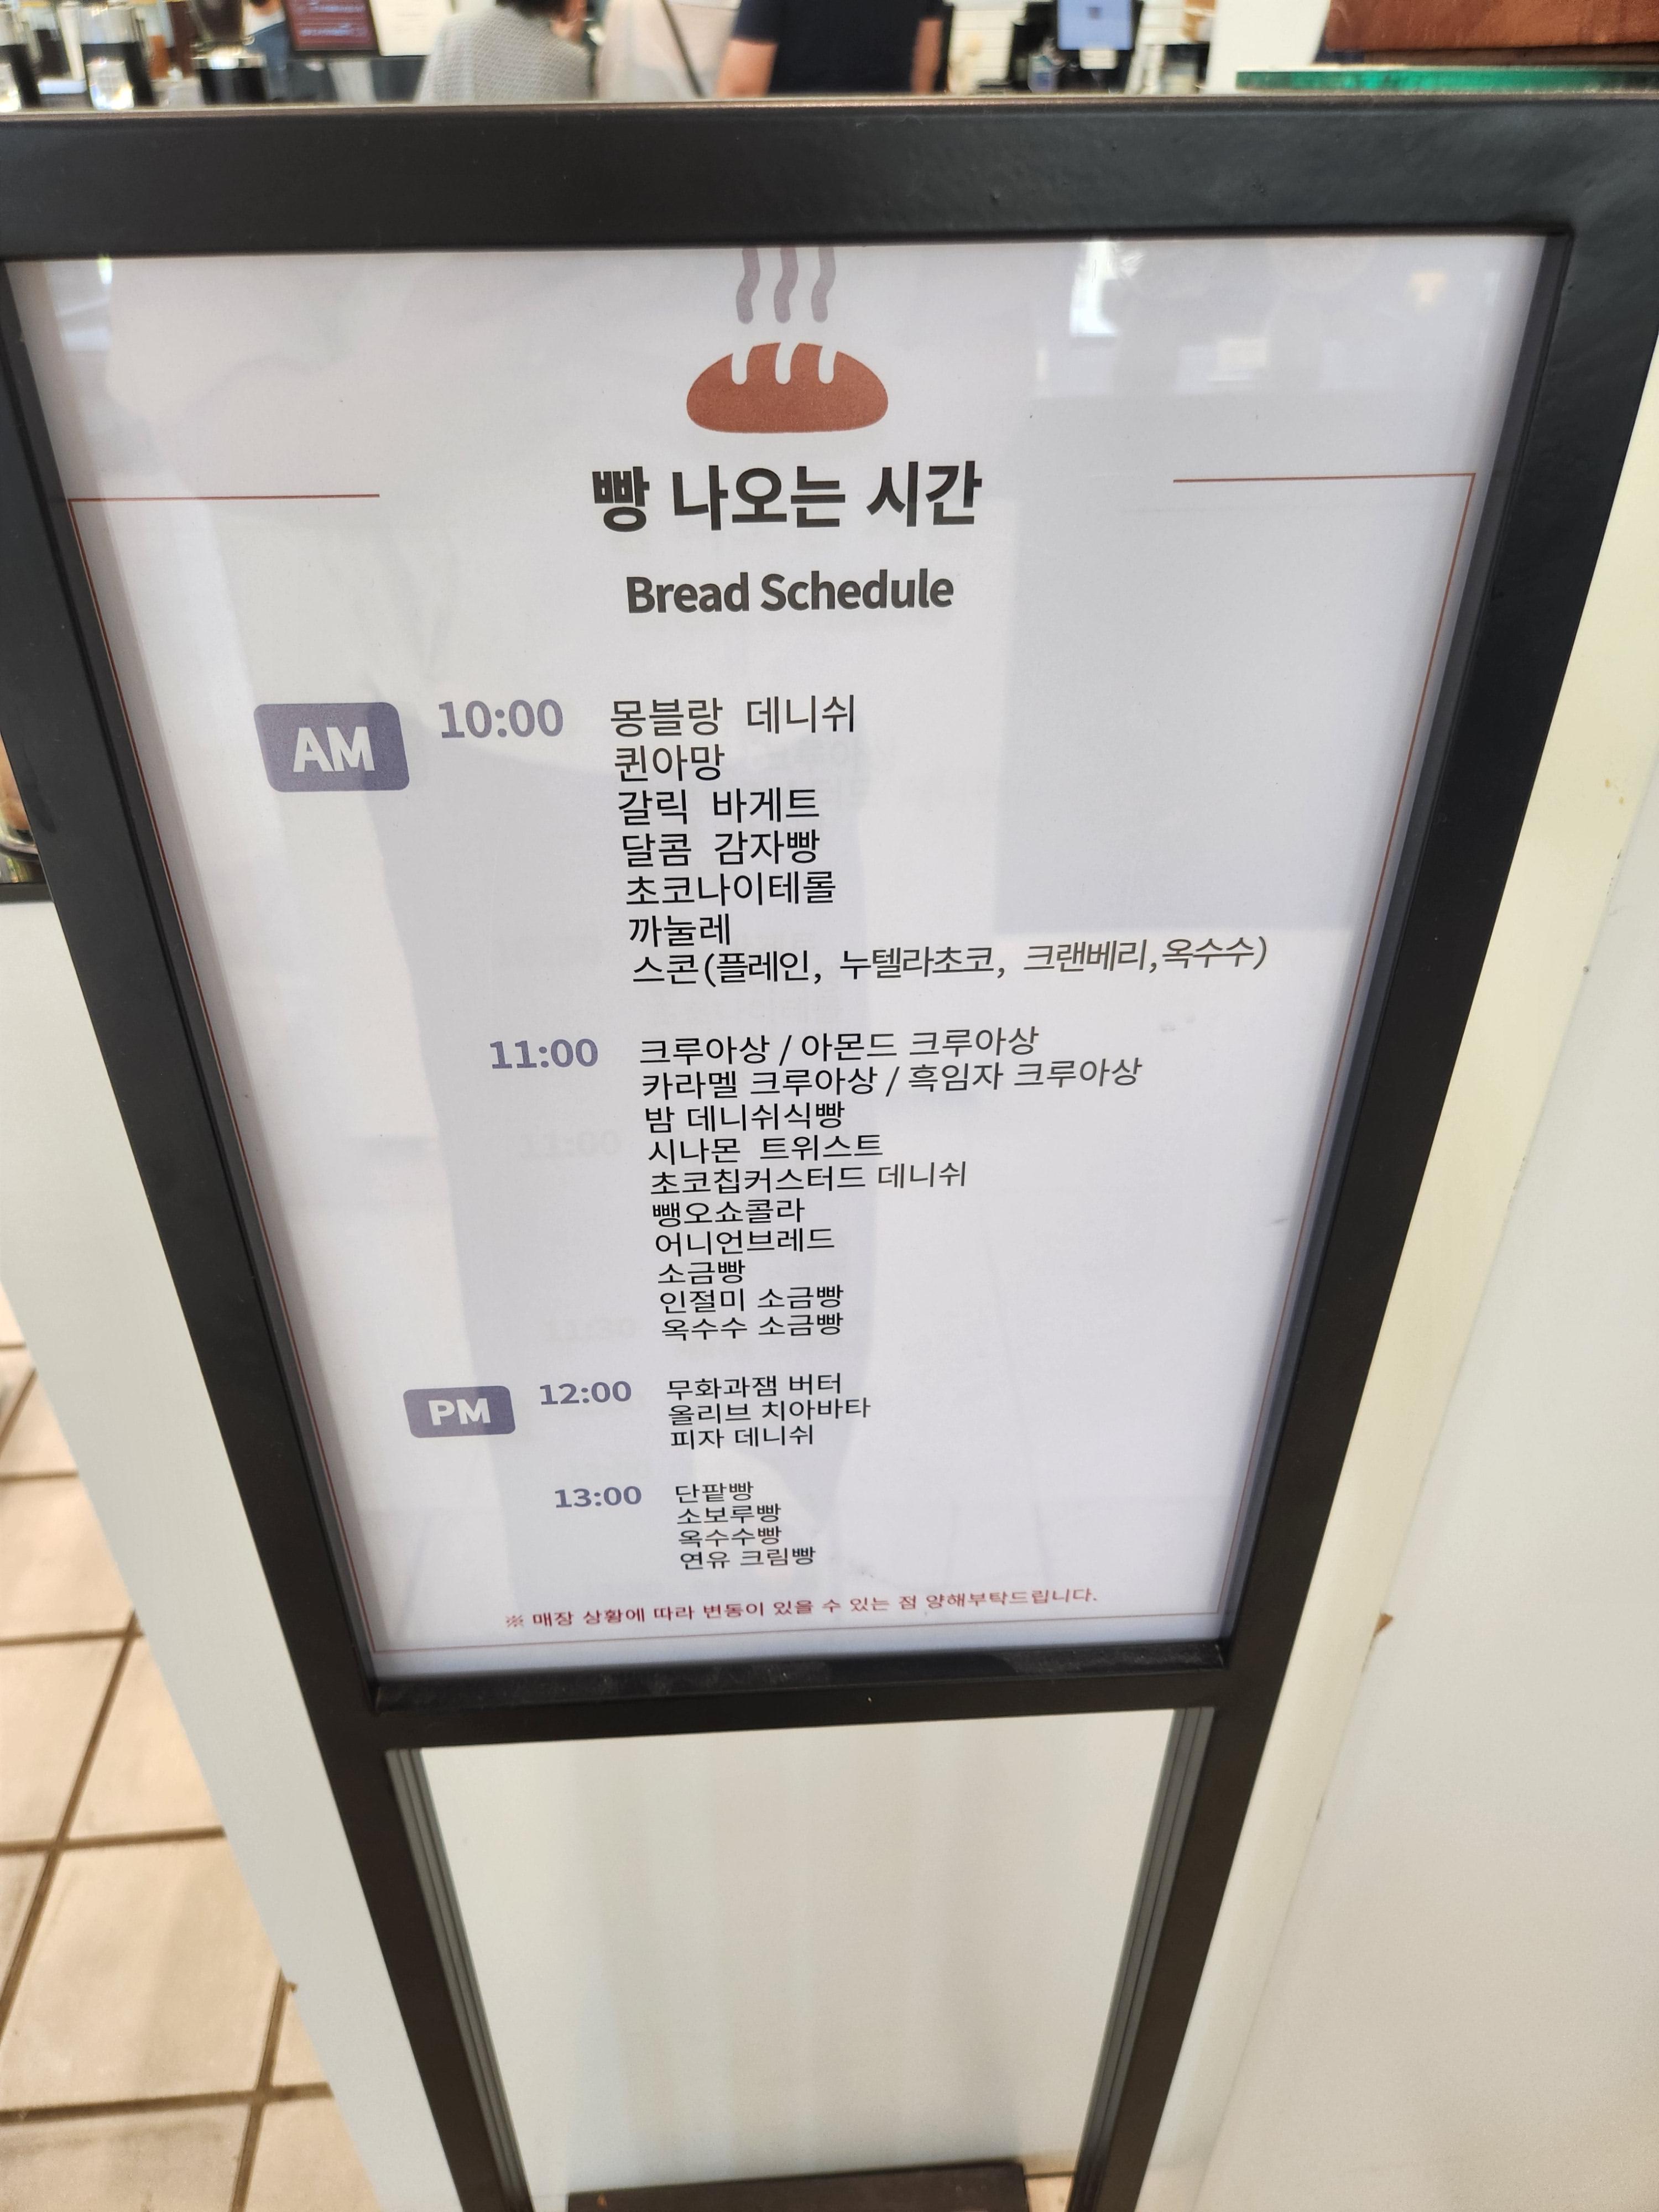 빵 나오는 시간
Bread Schedule
AM 10:00 몽블랑 데니쉬
퀸아망
갈릭 바게트
달콤 감자빵
초코나이테롤
까눌레
스콘(플레인, 누텔라초코, 크랜베리,옥수수)
11:00 크루아상 / 아몬드 크루아상
카라멜 크루아상 / 흑임자 크루아상
밤 데니쉬식빵
시나몬 트위스트
초코칩커스터드 데니쉬
뺑오쇼콜라
어니언브레드
소금빵
인절미 소금빵
옥수수 소금빵
PM 12:00 무화과잼 버터
올리브 치아바타
피자 데니쉬
13:00 단팥빵
소보루빵
옥수수빵
연유 크림빵
※ 매장 상황에 따라 변동이 있을 수 있는 점 양해부탁드립니다.